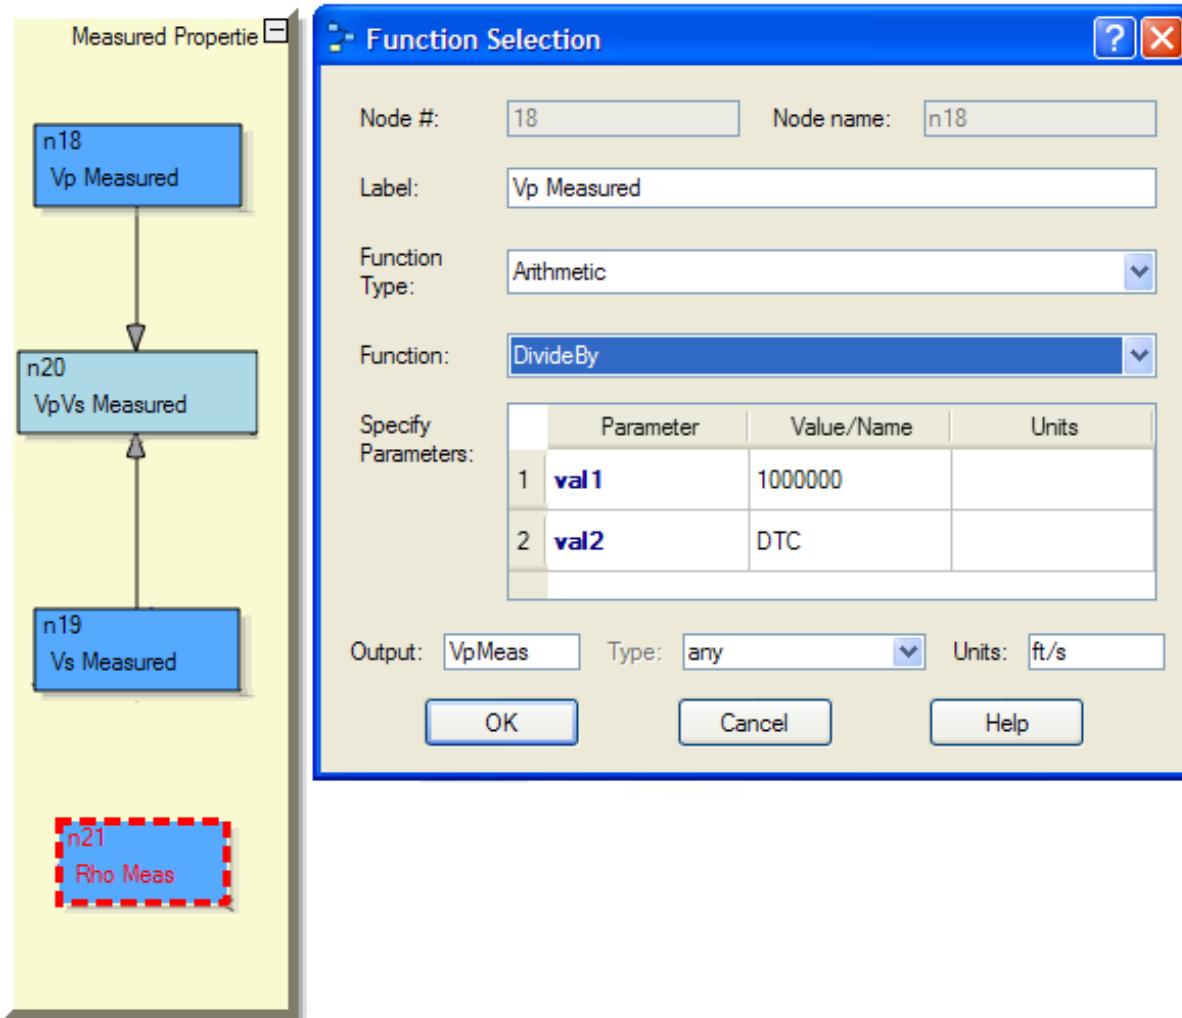 Measured Propertie
n18
Vp Measured
n20
VpVs Measured
n19
Vs Measured
n21
Rho Meas
Function Selection
?
Node #: 18 Node name: n18
Label: Vp Measured
Function
Type:
Arithmetic
Function: DivideBy
Specify
Parameters:
Parameter Value/Name Units
1 val1 1000000
2 val2 DTC
Output: VpMeas Type: any Units: ft/s
OK Cancel Help